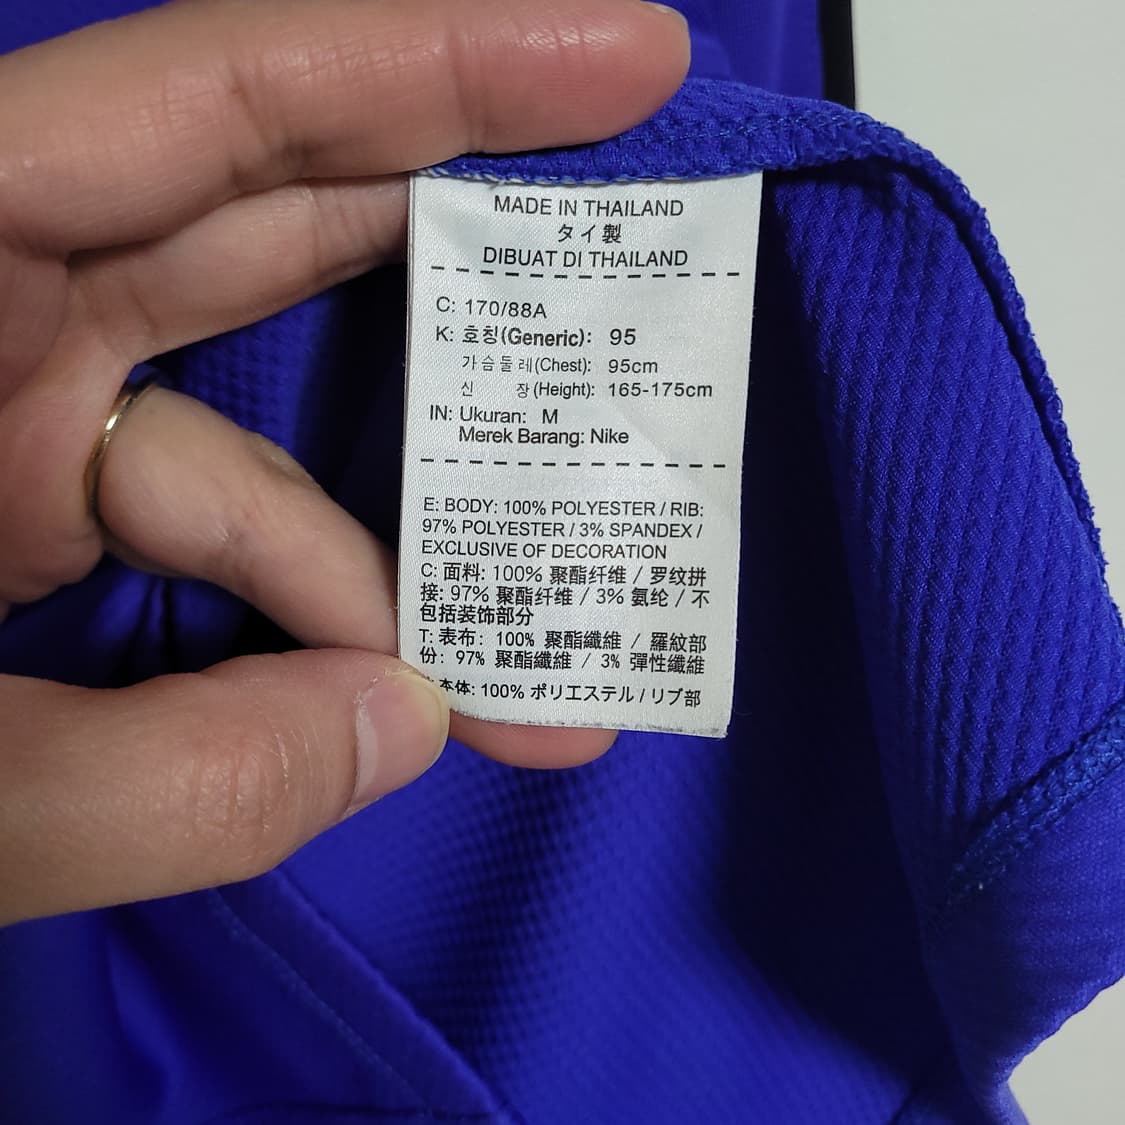 MADE IN THAILAND
タイ製
DIBUAT DI THAILAND
C: 170/88A
K: 호칭(Generic): 95
가슴둘레(Chest): 95cm
신 장(Height): 165-175cm
IN: Ukuran: M
Merek Barang: Nike
E: BODY: 100% POLYESTER / RIB:
97% POLYESTER / 3% SPANDEX /
EXCLUSIVE OF DECORATION
C: 面料: 100% 聚酯纤维 / 罗纹拼
接: 97% 聚酯纤维 / 3% 氨纶 / 不
包括装饰部分
T: 表布: 100% 聚酯纖維 / 羅紋部
份: 97% 聚酯纖維 / 3% 彈性纖維
本体: 100% ポリエステル / リブ部